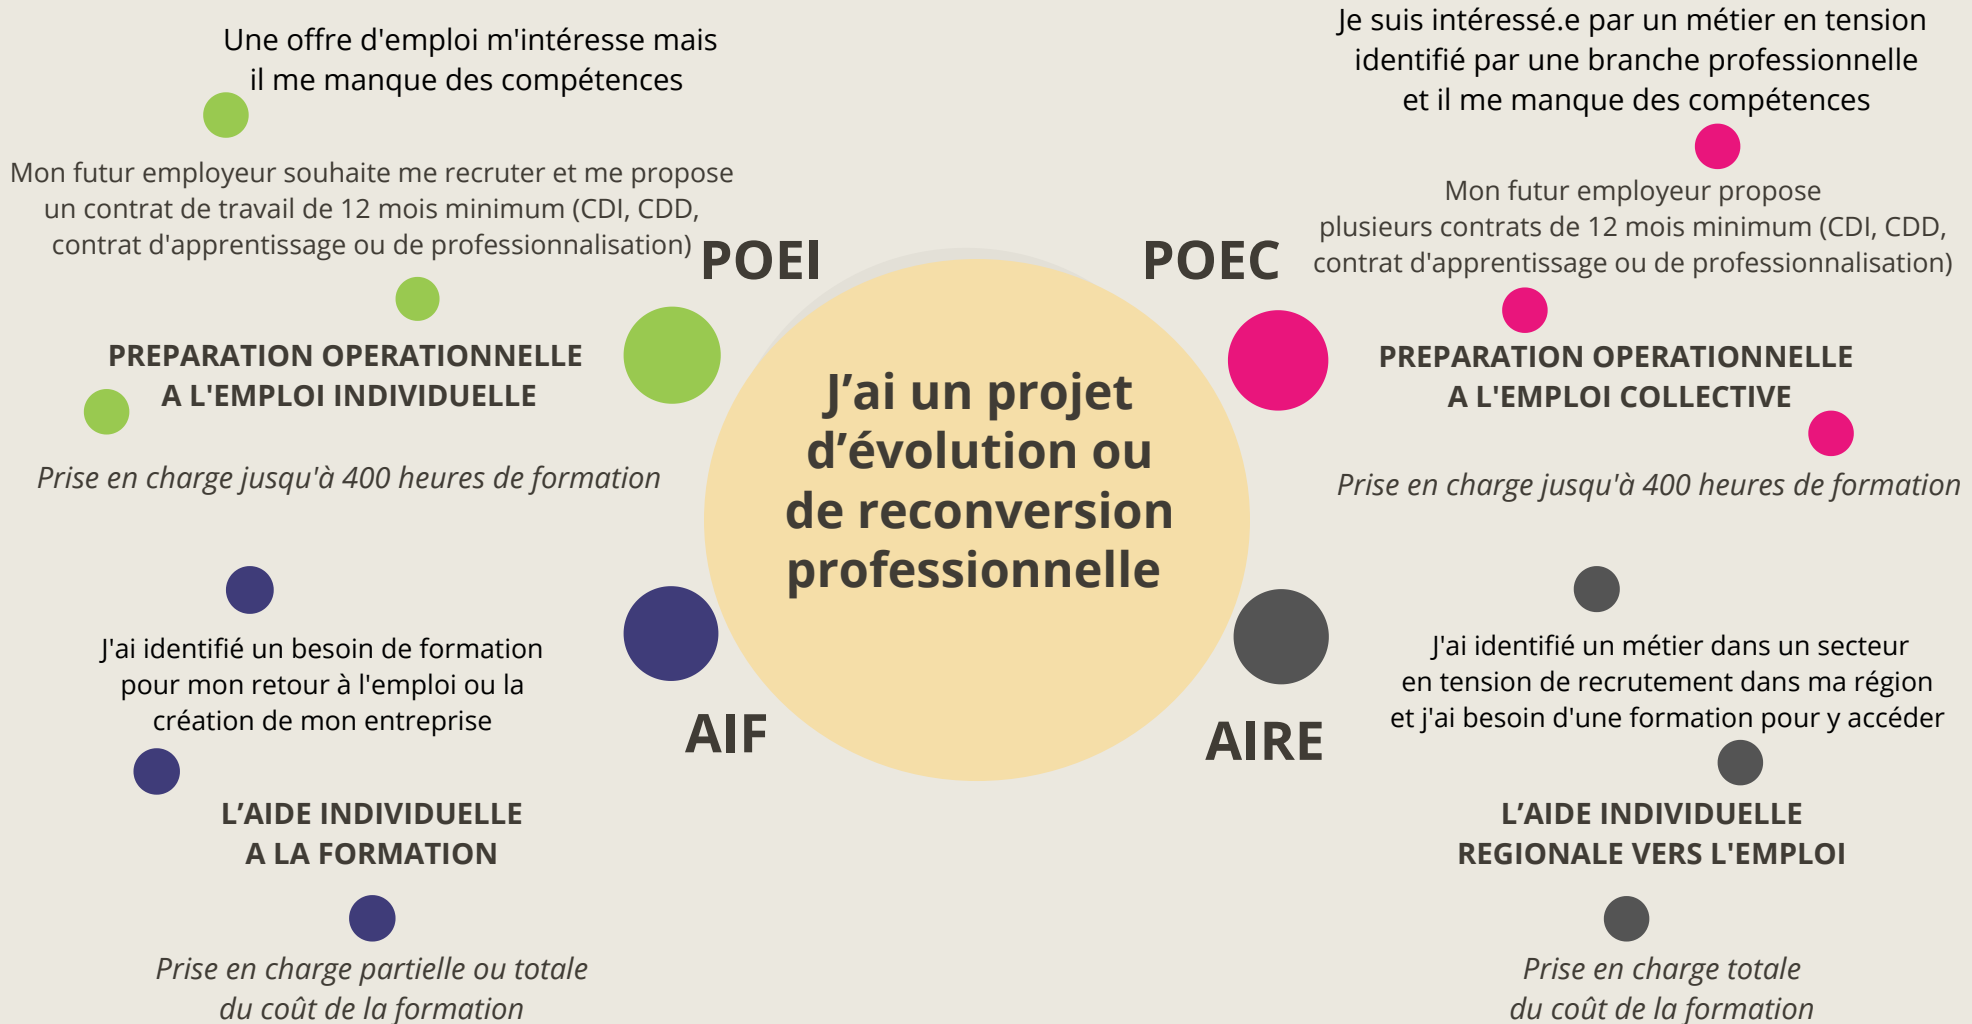 Une offre d'emploi m'intéresse mais
il me manque des compétences
Mon futur employeur souhaite me recruter et me propose
un contrat de travail de 12 mois minimum (CDI, CDD,
contrat d'apprentissage ou de professionnalisation)
POEI
PREPARATION OPERATIONNELLE
A L'EMPLOI INDIVIDUELLE
Prise en charge jusqu'à 400 heures de formation
Je suis intéressé.e par un métier en tension
identifié par une branche professionnelle
et il me manque des compétences
Mon futur employeur propose
plusieurs contrats de 12 mois minimum (CDI, CDD,
contrat d'apprentissage ou de professionnalisation)
POEC
PREPARATION OPERATIONNELLE
A L'EMPLOI COLLECTIVE
Prise en charge jusqu'à 400 heures de formation
J’ai un projet
d’évolution ou
de reconversion
professionnelle
J'ai identifié un besoin de formation
pour mon retour à l'emploi ou la
création de mon entreprise
AIF
L’AIDE INDIVIDUELLE
A LA FORMATION
Prise en charge partielle ou totale
du coût de la formation
J'ai identifié un métier dans un secteur
en tension de recrutement dans ma région
et j'ai besoin d'une formation pour y accéder
AIRE
L’AIDE INDIVIDUELLE
REGIONALE VERS L'EMPLOI
Prise en charge totale
du coût de la formation